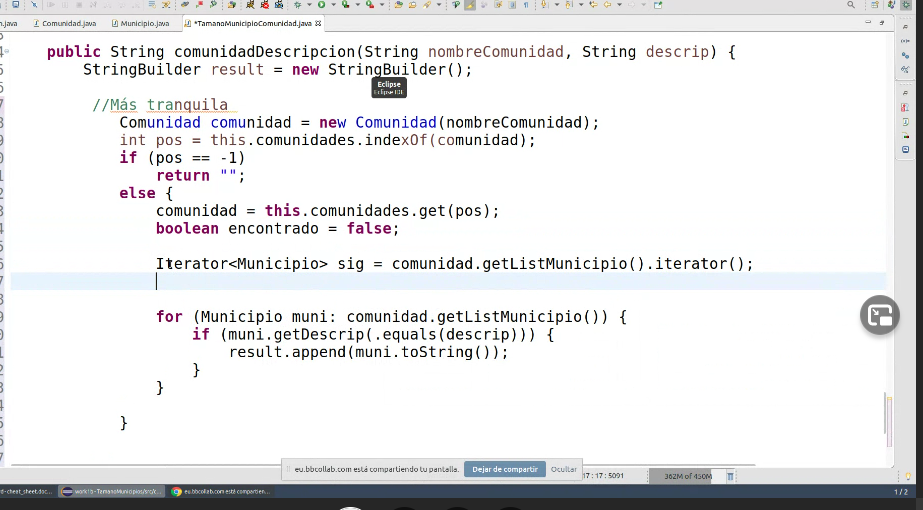 n.java Comunidad.java Municipio.java *TamanoMunicipioComunidad.java
public String comunidadDescripcion(String nombreComunidad, String descrip) {
StringBuilder result = new StringBuilder();
Eclipse
Eclipse IDE
//Más tranquila
Comunidad comunidad = new Comunidad(nombreComunidad);
int pos = this.comunidades.indexOf(comunidad);
if (pos == -1)
return "";
else {
comunidad = this.comunidades.get(pos);
boolean encontrado = false;
Iterator<Municipio> sig = comunidad.getListMunicipio().iterator();
for (Municipio muni: comunidad.getListMunicipio()) {
if (muni.getDescrip(.equals(descrip))) {
result.append(muni.toString());
}
}
}
eu.bbcollab.com está compartiendo tu pantalla. Dejar de compartir Ocultar
17 : 17 : 5091 362M of 450M
rd - cheat_sheet.doc... work1b - TamanoMunicipios/src/c... eu.bbcollab.com está compartien... 1 / 2